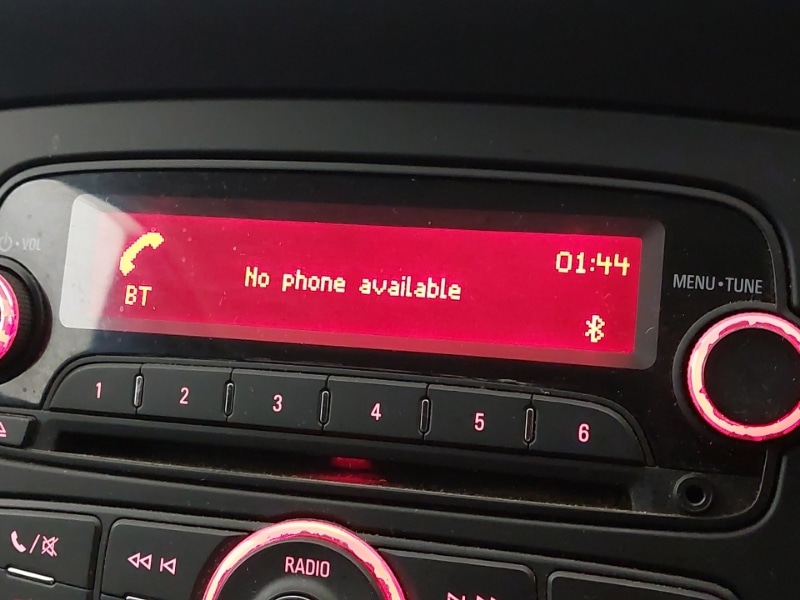 VOL
01:44
No phone available
BT
MENU•TUNE
1 2 3 4 5 6
RADIO